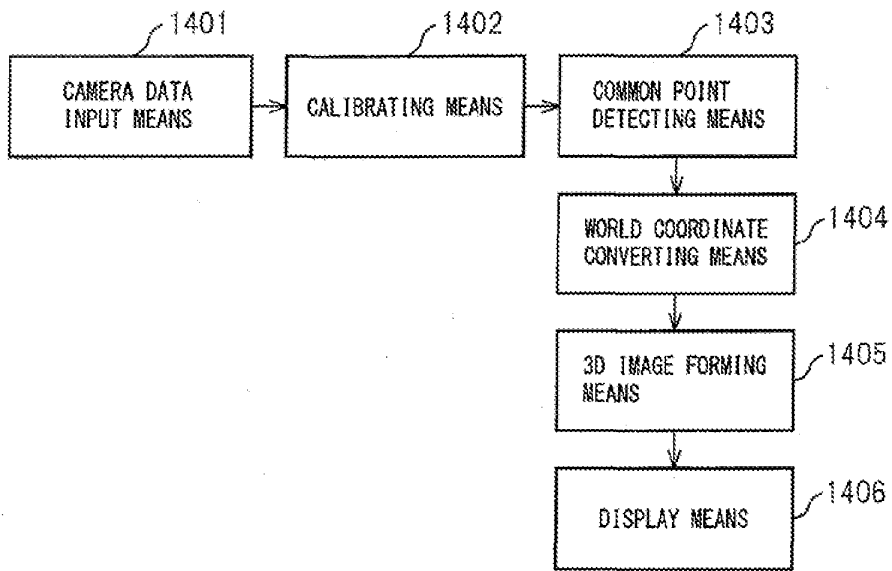 1401
1402
1403
CAMERA DATA
INPUT MEANS
CALIBRATING MEANS
COMMON POINT
DETECTING MEANS
1404
WORLD COORDINATE
CONVERTING MEANS
1405
3D IMAGE FORMING
MEANS
1406
DISPLAY MEANS